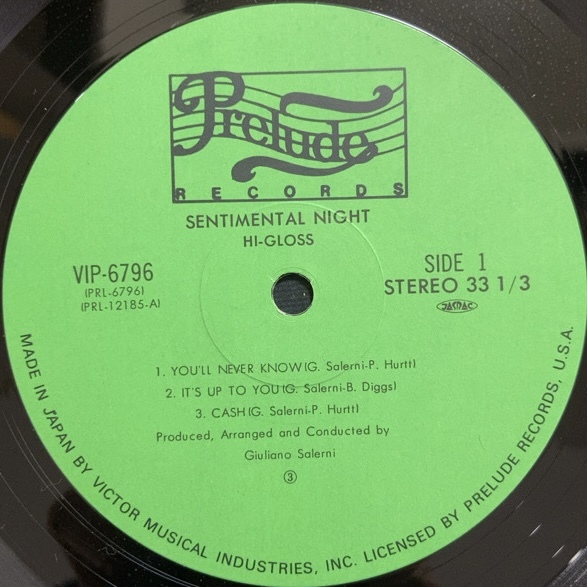 Prelude
RECORDS
SENTIMENTAL NIGHT
HI-GLOSS
VIP-6796
(PRL-6796)
(PRL-12185-A)
SIDE 1
STEREO 33 1/3
JASRAC
1. YOU'LL NEVER KNOW(G. Salerni-P. Hurtt)
2. IT'S UP TO YOU(G. Salerni-B. Diggs)
3. CASH(G. Salerni-P. Hurtt)
Produced, Arranged and Conducted by
Giuliano Salerni
③
MADE IN JAPAN BY VICTOR MUSICAL INDUSTRIES, INC. LICENSED BY PRELUDE RECORDS, U.S.A.